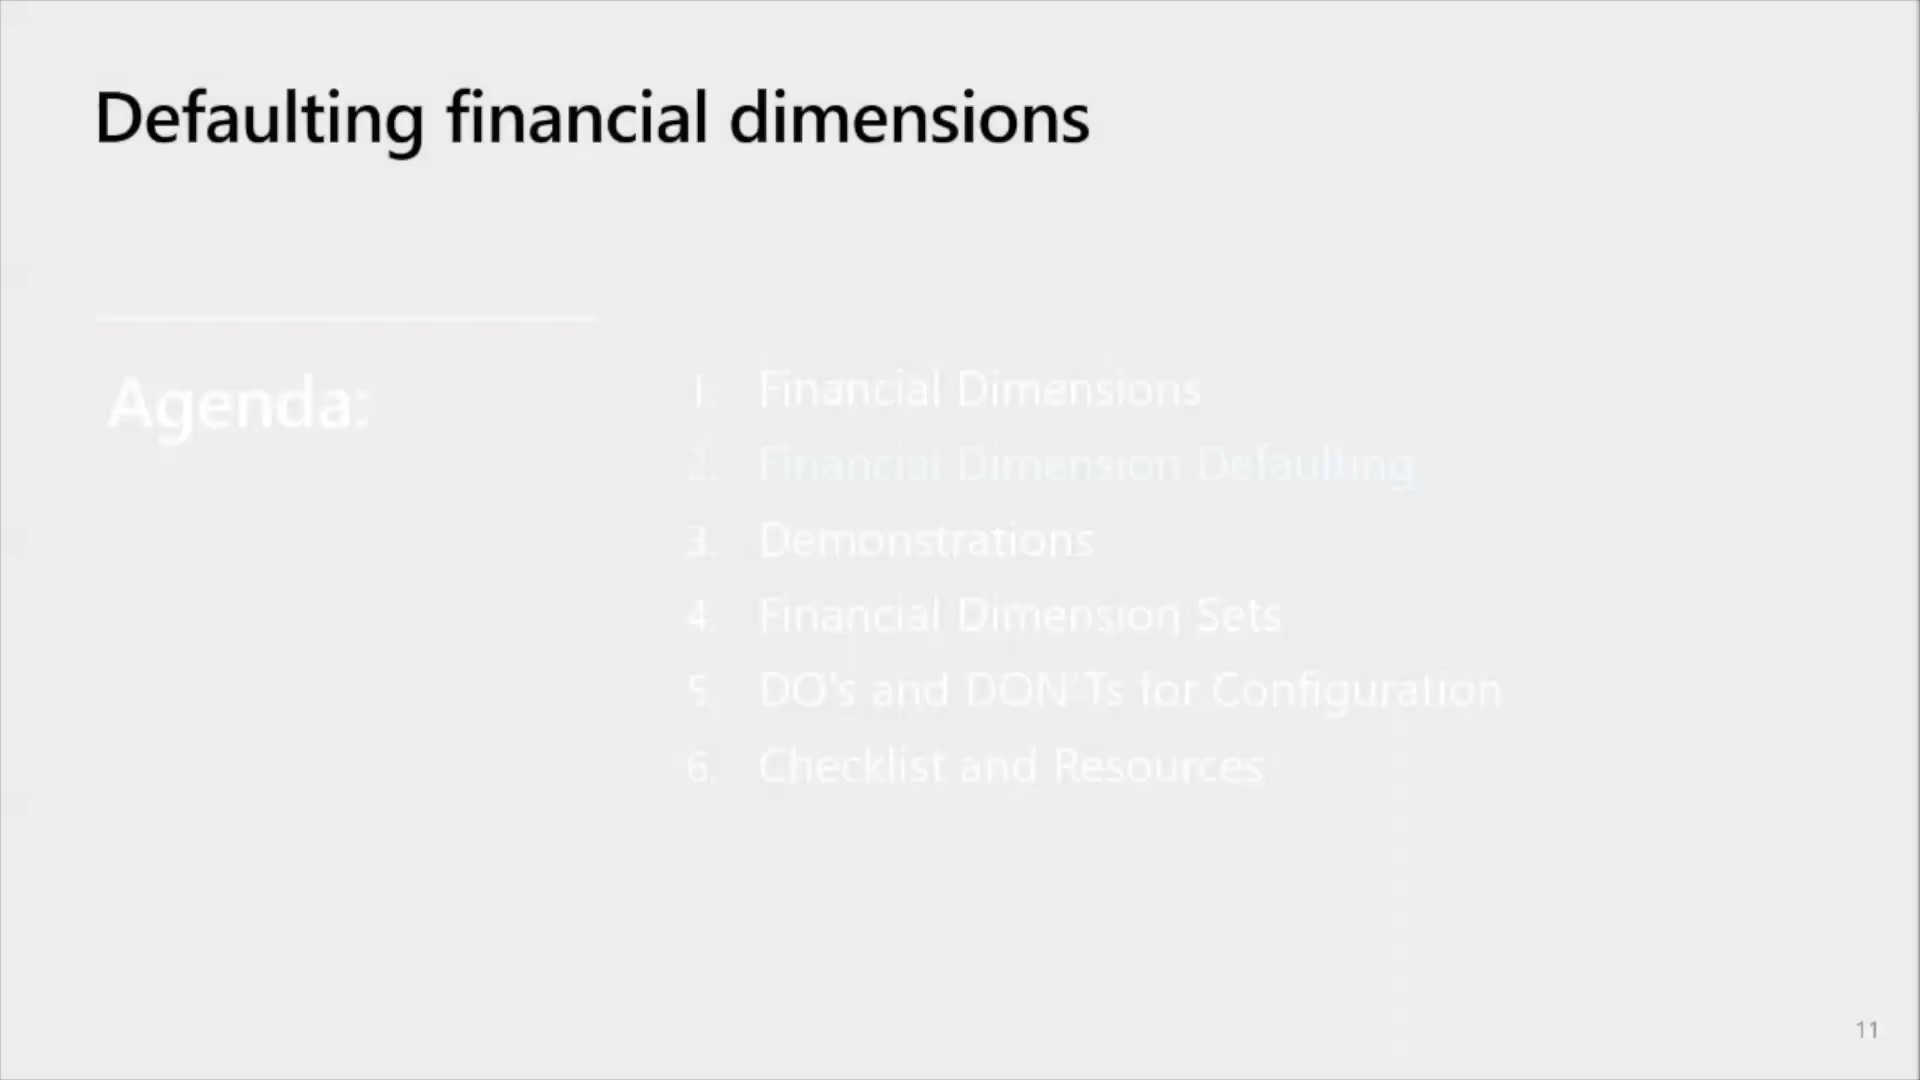 Defaulting financial dimensions
Agenda:
1. Financial Dimensions
2. Financial Dimension Defaulting
3. Demonstrations
4. Financial Dimension Sets
5. DO's and DON'Ts for Configuration
6. Checklist and Resources
11